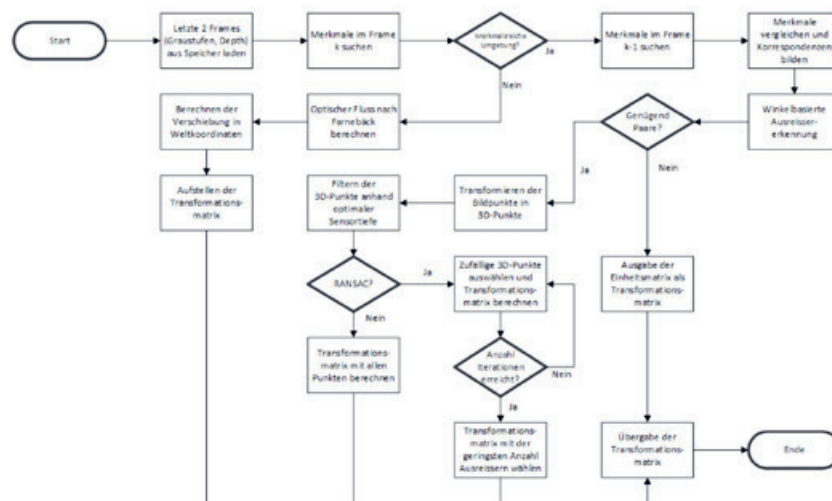 Start
Letzte 2 Frames
(Graustufen, Depth)
aus Speicher laden
Merkmale im Frame
k suchen
Merkmalsreiche
Umgebung?
Ja
Merkmale im Frame
k-1 suchen
Merkmale
vergleichen und
Korrespondenzen
bilden
Nein
Berechnen der
Verschiebung in
Weltkoordinaten
Optischer Fluss nach
Farnebäck
berechnen
Genügend
Paare?
Winkelbasierte
Ausreisser-
erkennung
Ja
Nein
Aufstellen der
Transformations-
matrix
Filtern der
3D-Punkte anhand
optimaler
Sensortiefe
Transformieren der
Bildpunkte in
3D-Punkte
RANSAC?
Ja
Zufällige 3D-Punkte
auswählen und
Transformations-
matrix berechnen
Ausgabe der
Einheitsmatrix als
Transformations-
matrix
Nein
Transformations-
matrix mit allen
Punkten berechnen
Anzahl
Iterationen
erreicht?
Nein
Ja
Transformations-
matrix mit der
geringsten Anzahl
Ausreissern wählen
Übergabe der
Transformations-
matrix
Ende